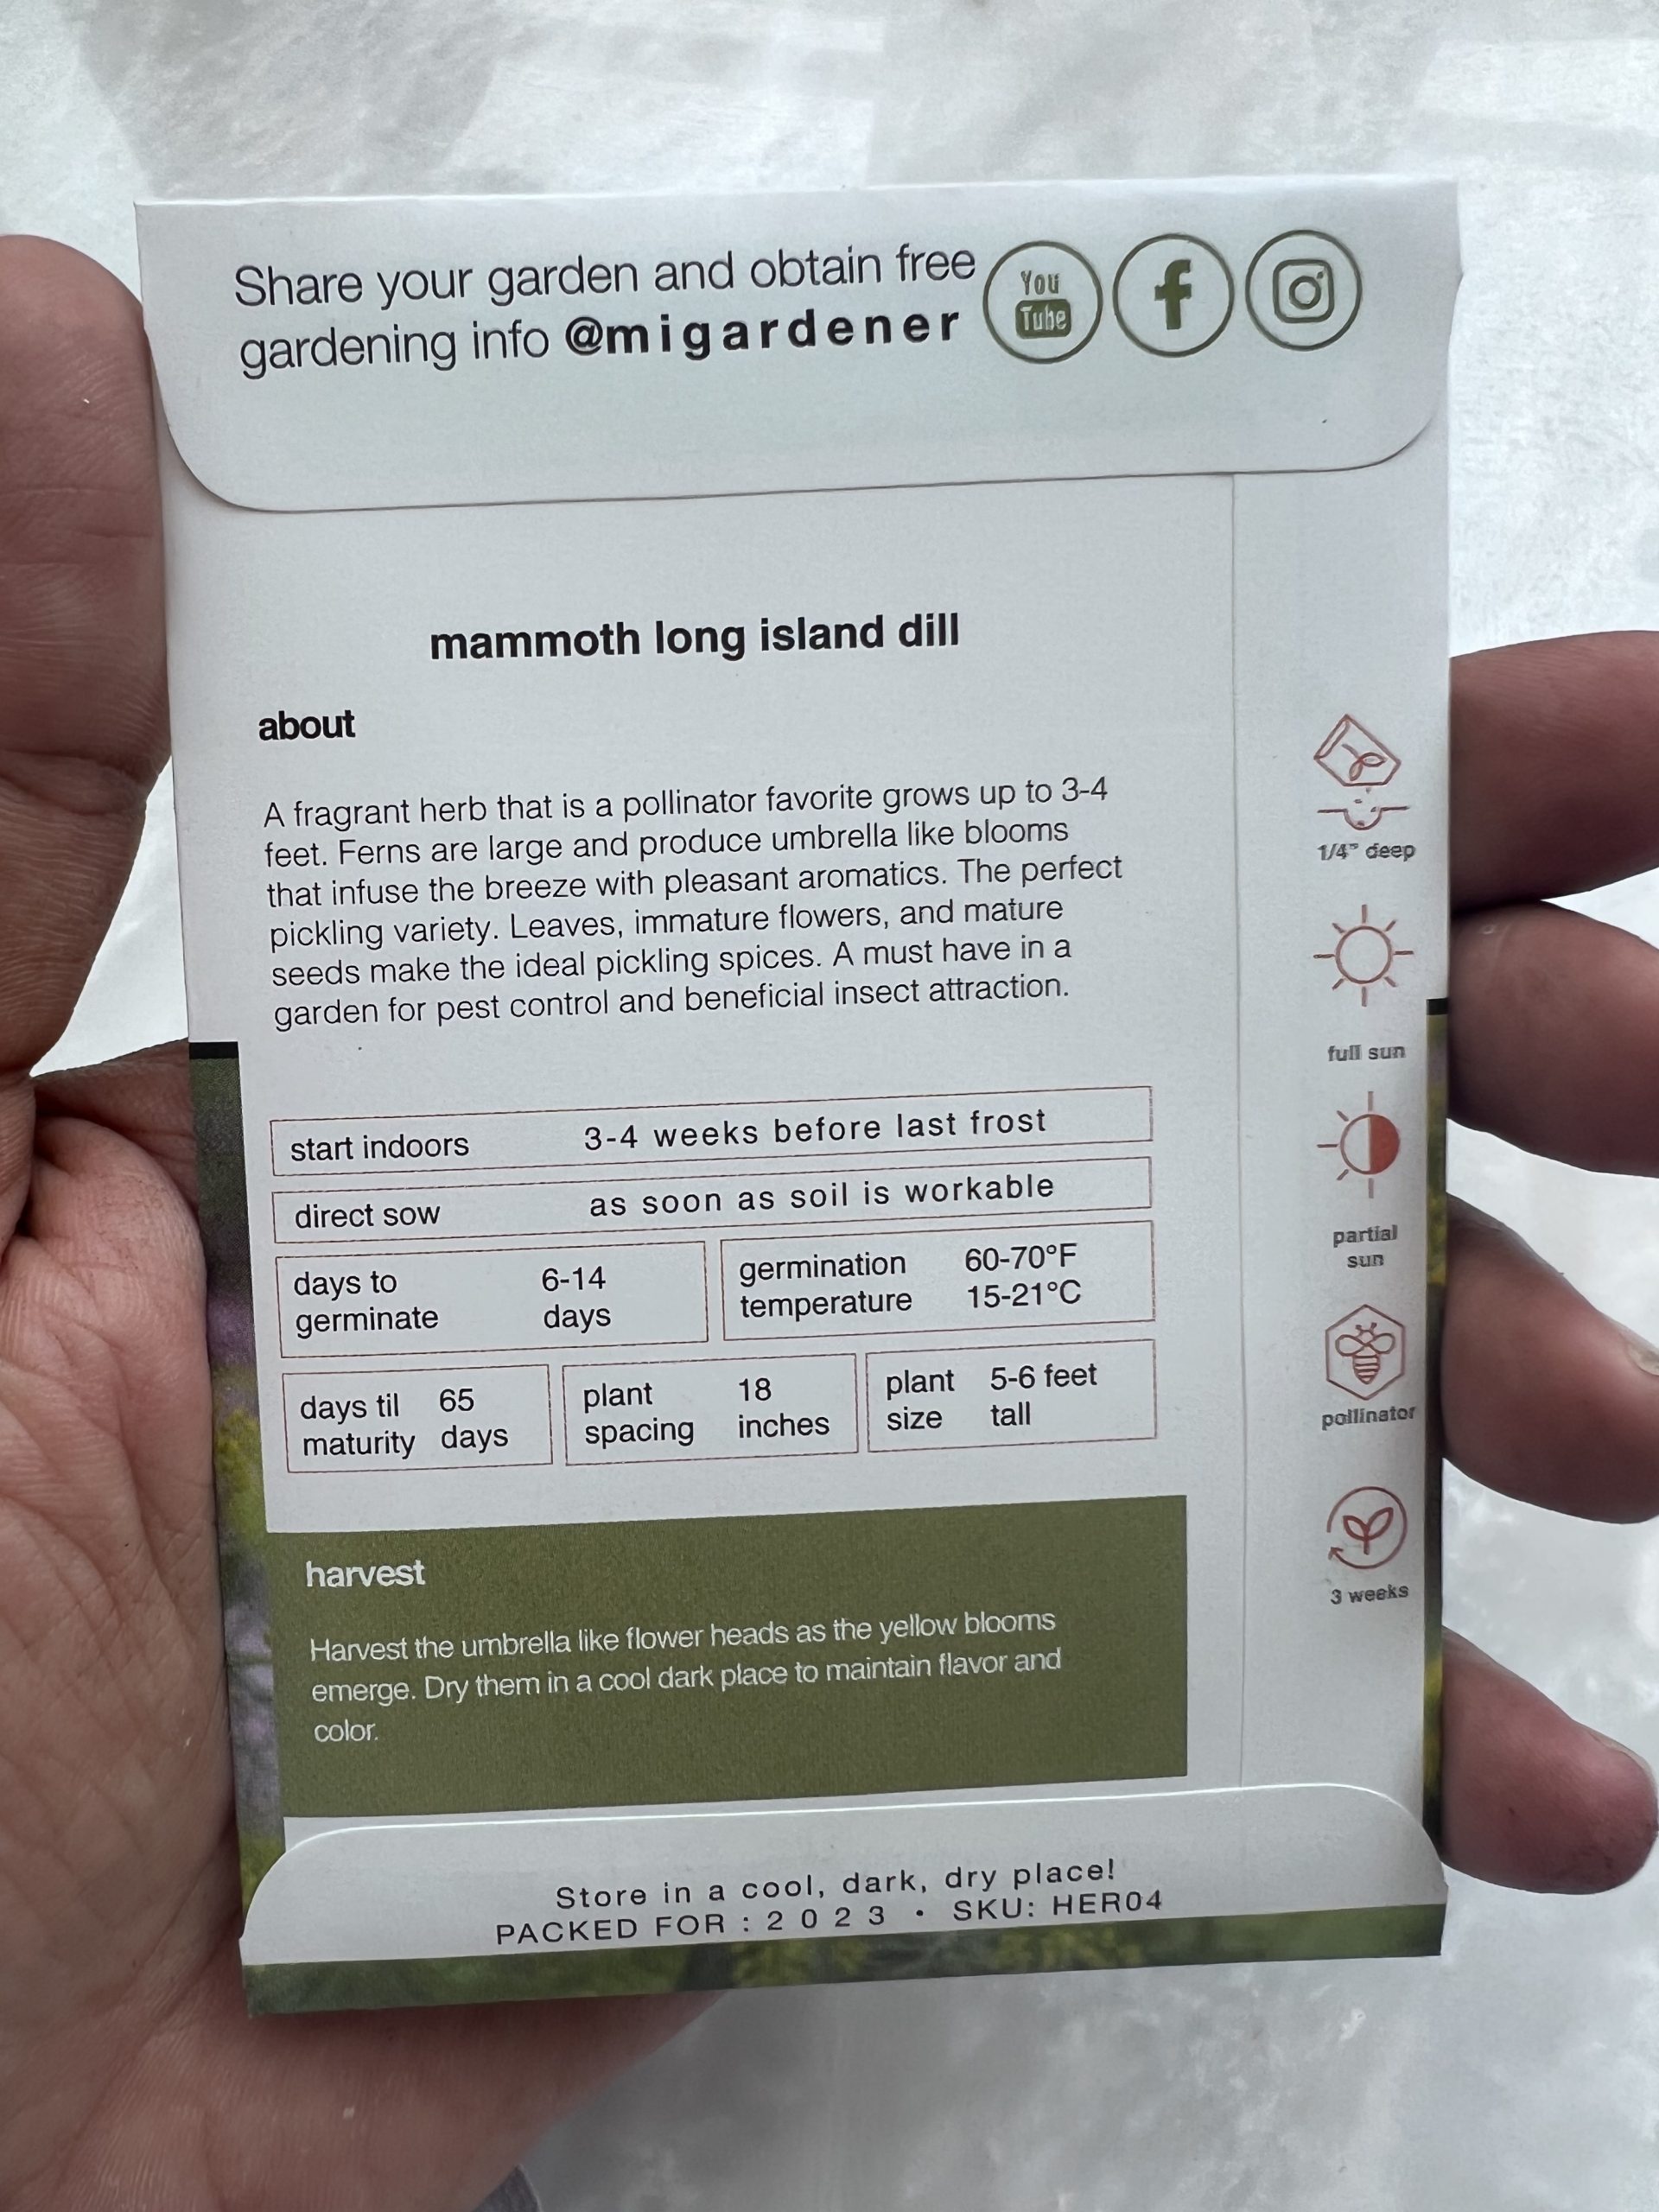 Share your garden and obtain free
gardening info @migardener
You
Tube
f
mammoth long island dill
about
A fragrant herb that is a pollinator favorite grows up to 3-4
feet. Ferns are large and produce umbrella like blooms
that infuse the breeze with pleasant aromatics. The perfect
pickling variety. Leaves, immature flowers, and mature
seeds make the ideal pickling spices. A must have in a
garden for pest control and beneficial insect attraction.
start indoors 3-4 weeks before last frost
direct sow as soon as soil is workable
days to
germinate
6-14
days
germination
temperature
60-70°F
15-21°C
days til
maturity
65
days
plant
spacing
18
inches
plant
size
5-6 feet
tall
harvest
Harvest the umbrella like flower heads as the yellow blooms
emerge. Dry them in a cool dark place to maintain flavor and
color.
Store in a cool, dark, dry place!
PACKED FOR : 2 0 2 3 • SKU: HER04
1/4" deep
full sun
partial
sun
pollinator
3 weeks